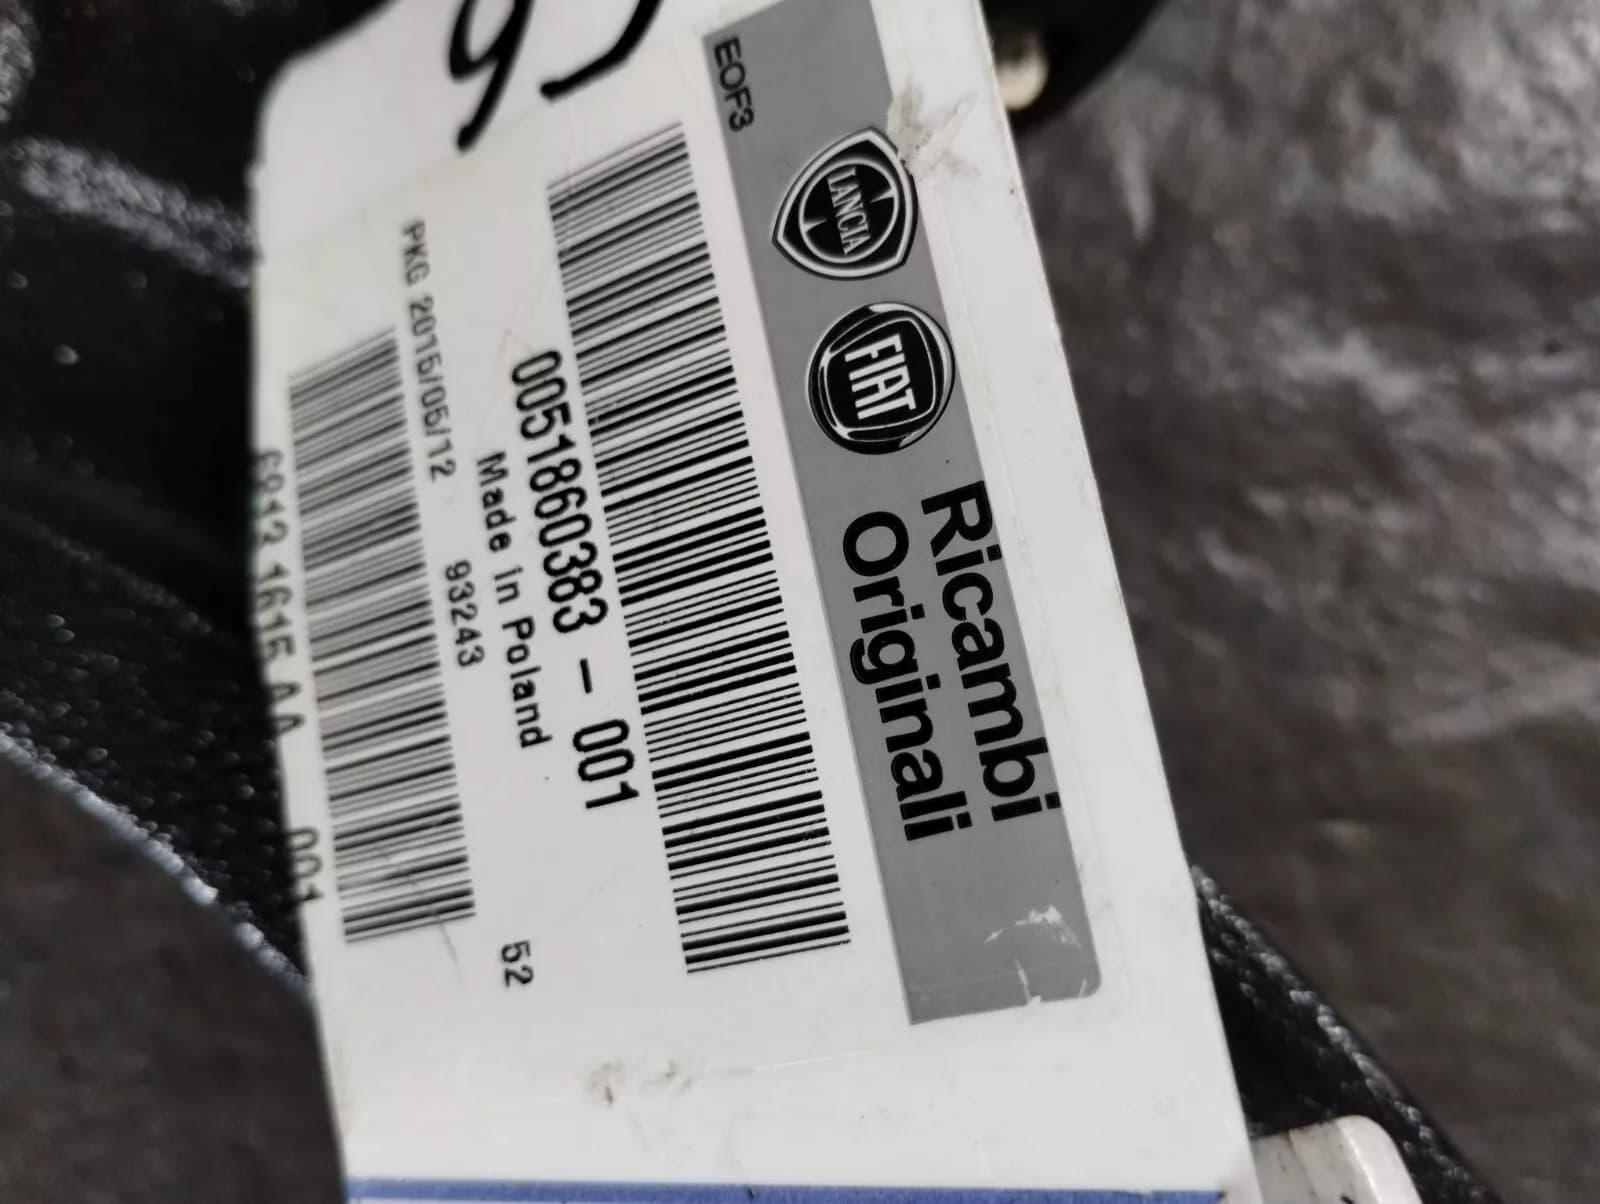 EOF3
LANCIA
FIAT
Ricambi
Originali
0051860383 - 001
Made in Poland
52
PKG 2015/05/12 93243